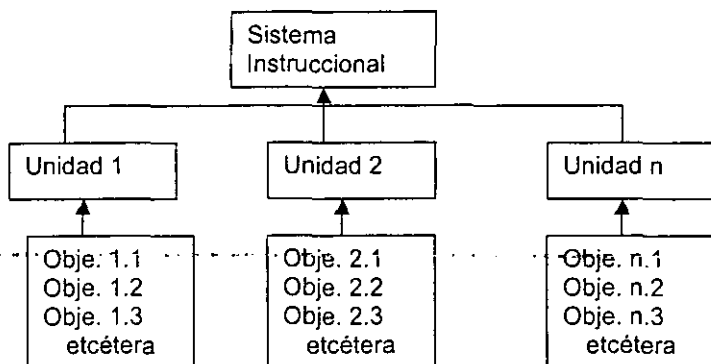 Sistema
Instruccional
Unidad 1
Unidad 2
Unidad n
Obje. 1.1
Obje. 1.2
Obje. 1.3
etcétera
Obje. 2.1
Obje. 2.2
Obje. 2.3
etcétera
Obje. n.1
Obje. n.2
Obje. n.3
etcétera